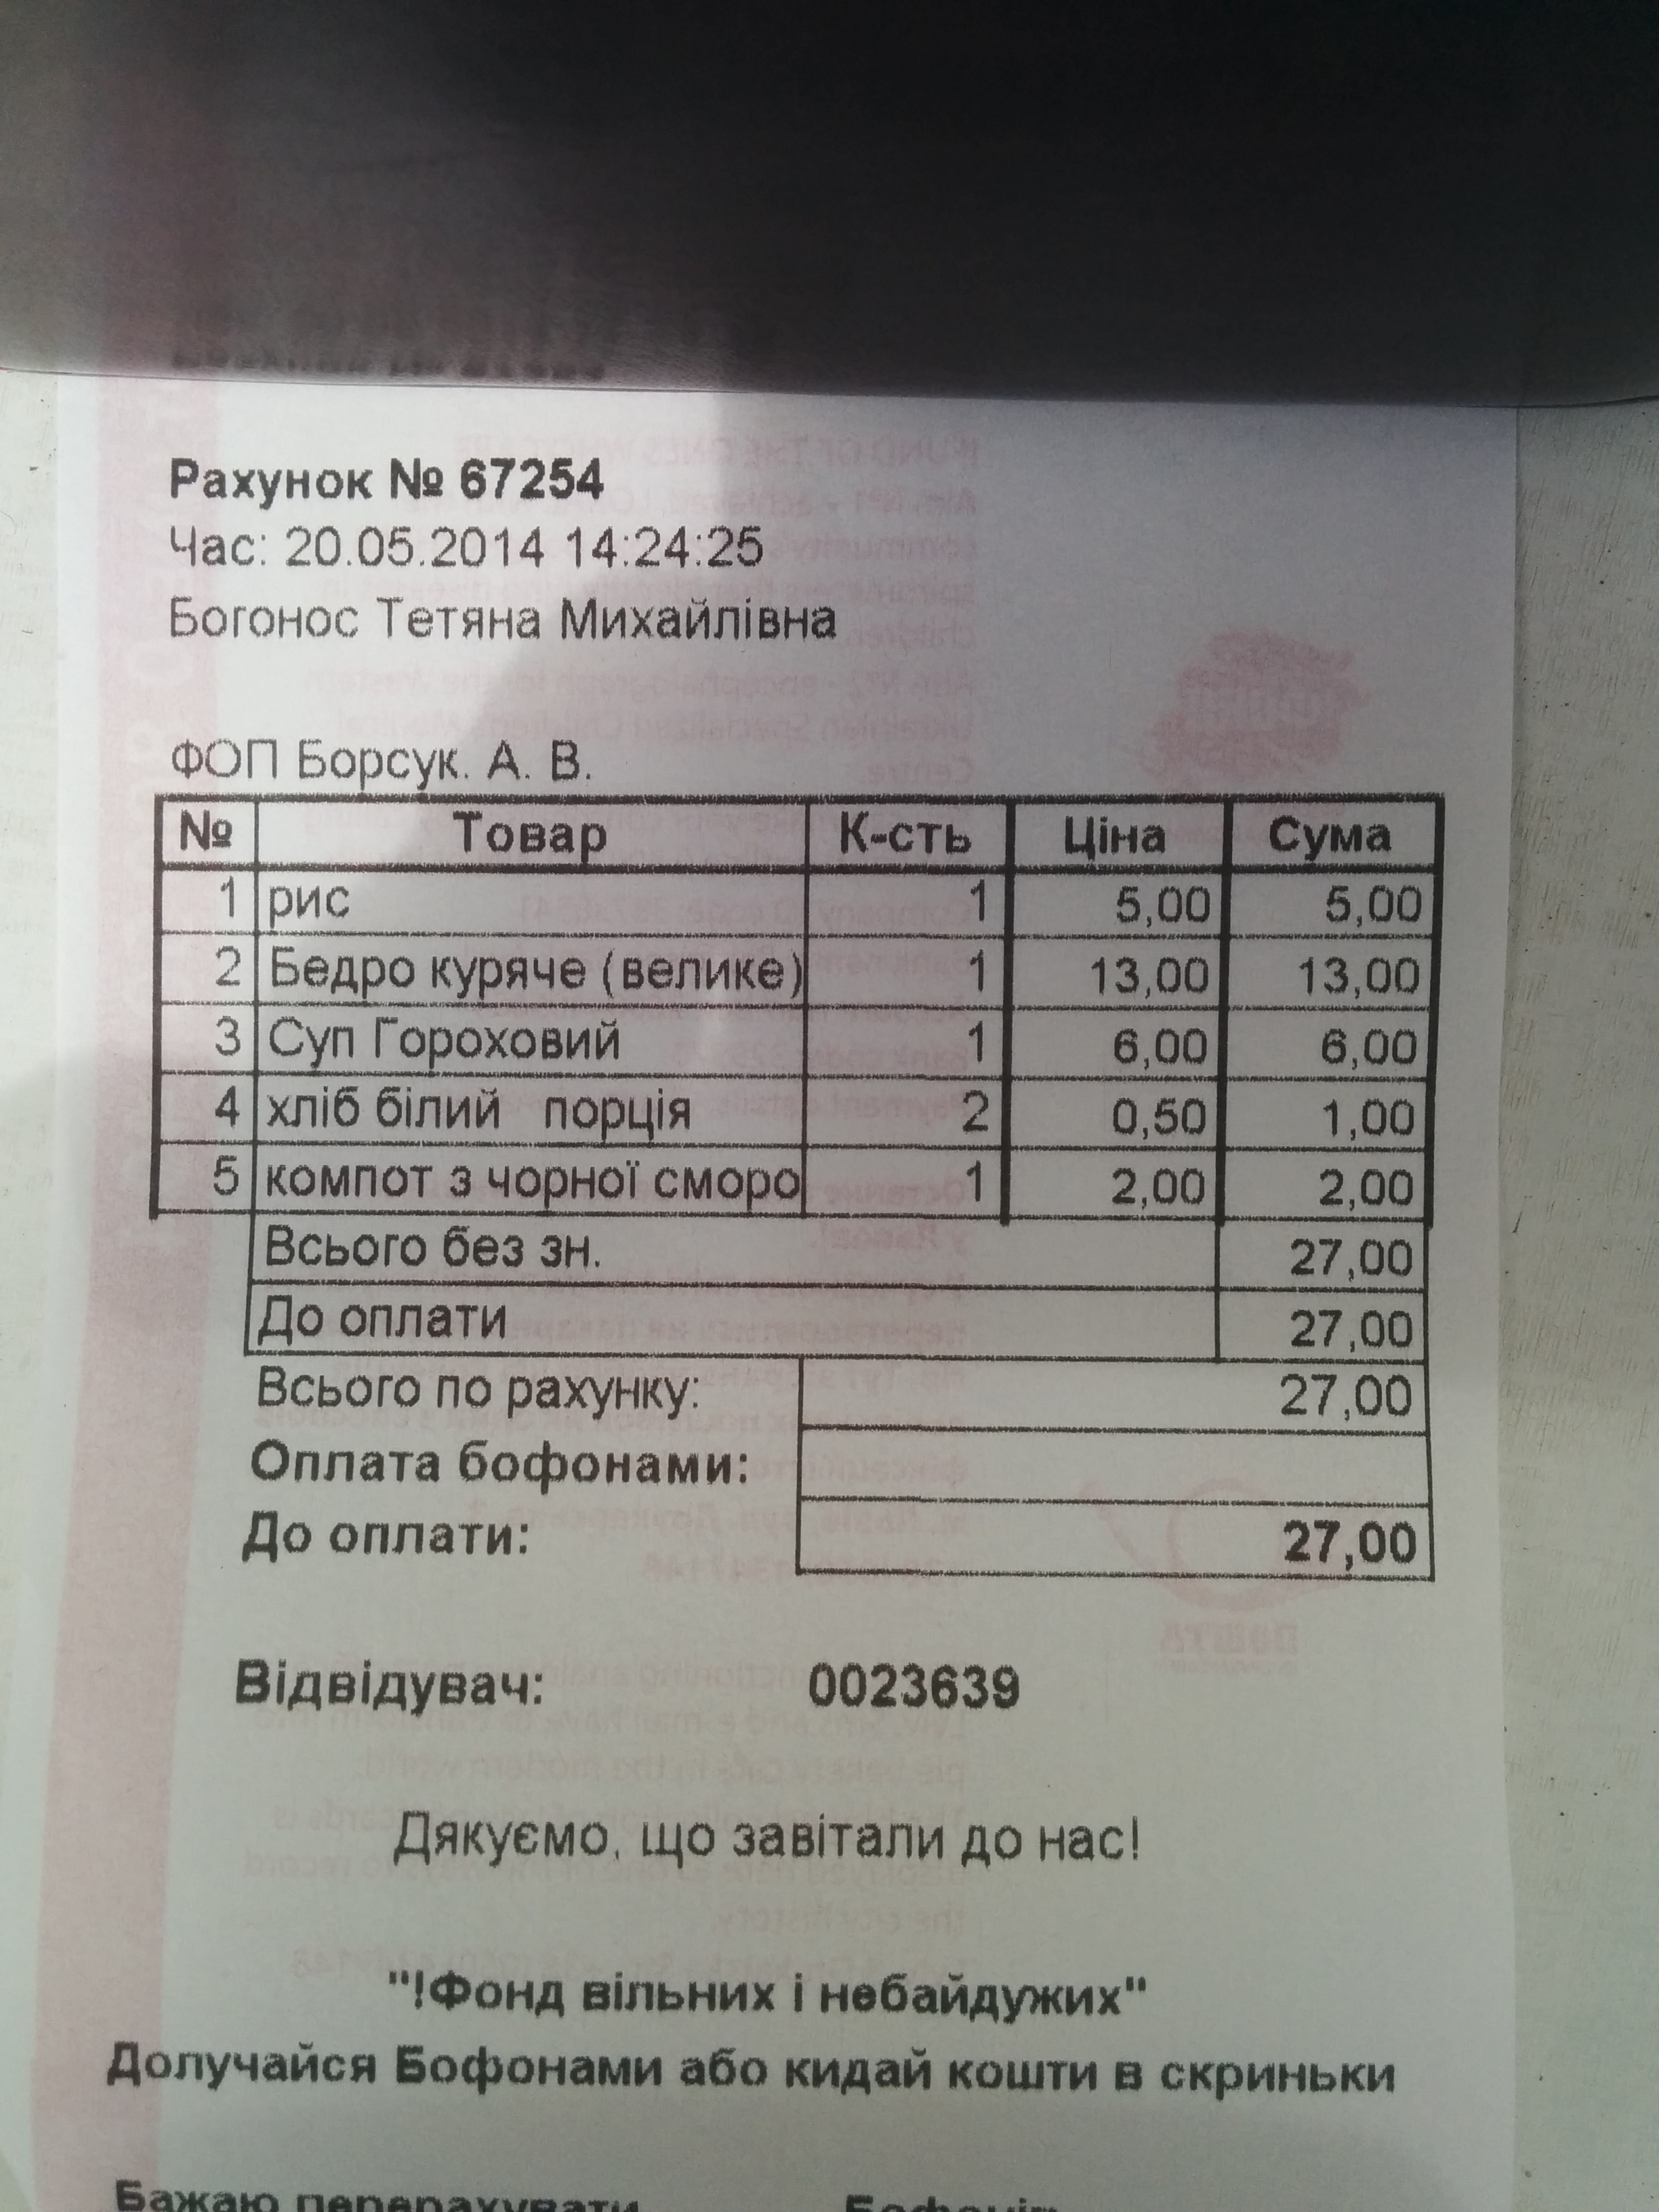 Рахунок № 67254
Час: 20.05.2014 14:24:25
Богонос Тетяна Михайлівна
ФОП Борсук. А. В.
№ Товар К-сть Ціна Сума
1 рис 1 5,00 5,00
2 Бедро куряче (велике) 1 13,00 13,00
3 Суп Гороховий 1 6,00 6,00
4 хліб білий порція 2 0,50 1,00
5 компот з чорної сморо 1 2,00 2,00
Всього без зн. 27,00
До оплати 27,00
Всього по рахунку: 27,00
Оплата бофонами:
До оплати: 27,00
Відвідувач: 0023639
Дякуємо, що завітали до нас!
"!Фонд вільних і небайдужих"
Долучайся Бофонами або кидай кошти в скриньки
Бажаю перерахувати